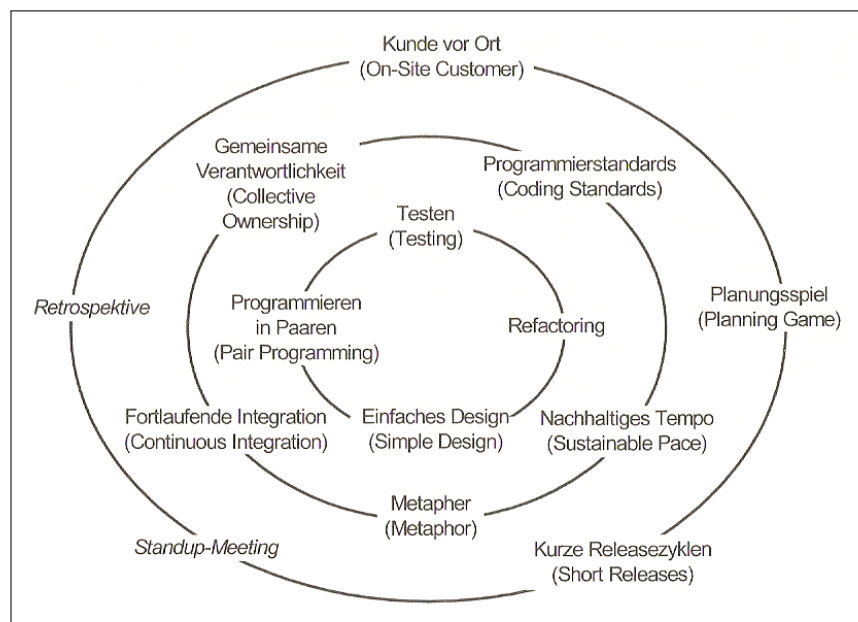 Kunde vor Ort
(On-Site Customer)
Gemeinsame
Verantwortlichkeit
(Collective
Ownership)
Programmierstandards
(Coding Standards)
Testen
(Testing)
Retrospektive
Programmieren
in Paaren
(Pair Programming)
Refactoring
Planungsspiel
(Planning Game)
Fortlaufende Integration
(Continuous Integration)
Einfaches Design
(Simple Design)
Nachhaltiges Tempo
(Sustainable Pace)
Metapher
(Metaphor)
Standup-Meeting
Kurze Releasezyklen
(Short Releases)